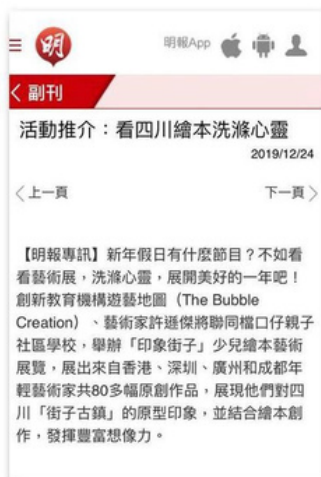 明
明報App
副刊
活動推介：看四川繪本洗滌心靈
2019/12/24
上一頁
下一頁
【明報專訊】新年假日有什麼節目？不如看
看藝術展，洗滌心靈，展開美好的一年吧！
創新教育機構遊藝地圖（The Bubble
Creation）、藝術家許遜傑將聯同檔口仔親子
社區學校，舉辦「印象街子」少兒繪本藝術
展覽，展出來自香港、深圳、廣州和成都年
輕藝術家共80多幅原創作品，展現他們對四
川「街子古鎮」的原型印象，並結合繪本創
作，發揮豐富想像力。